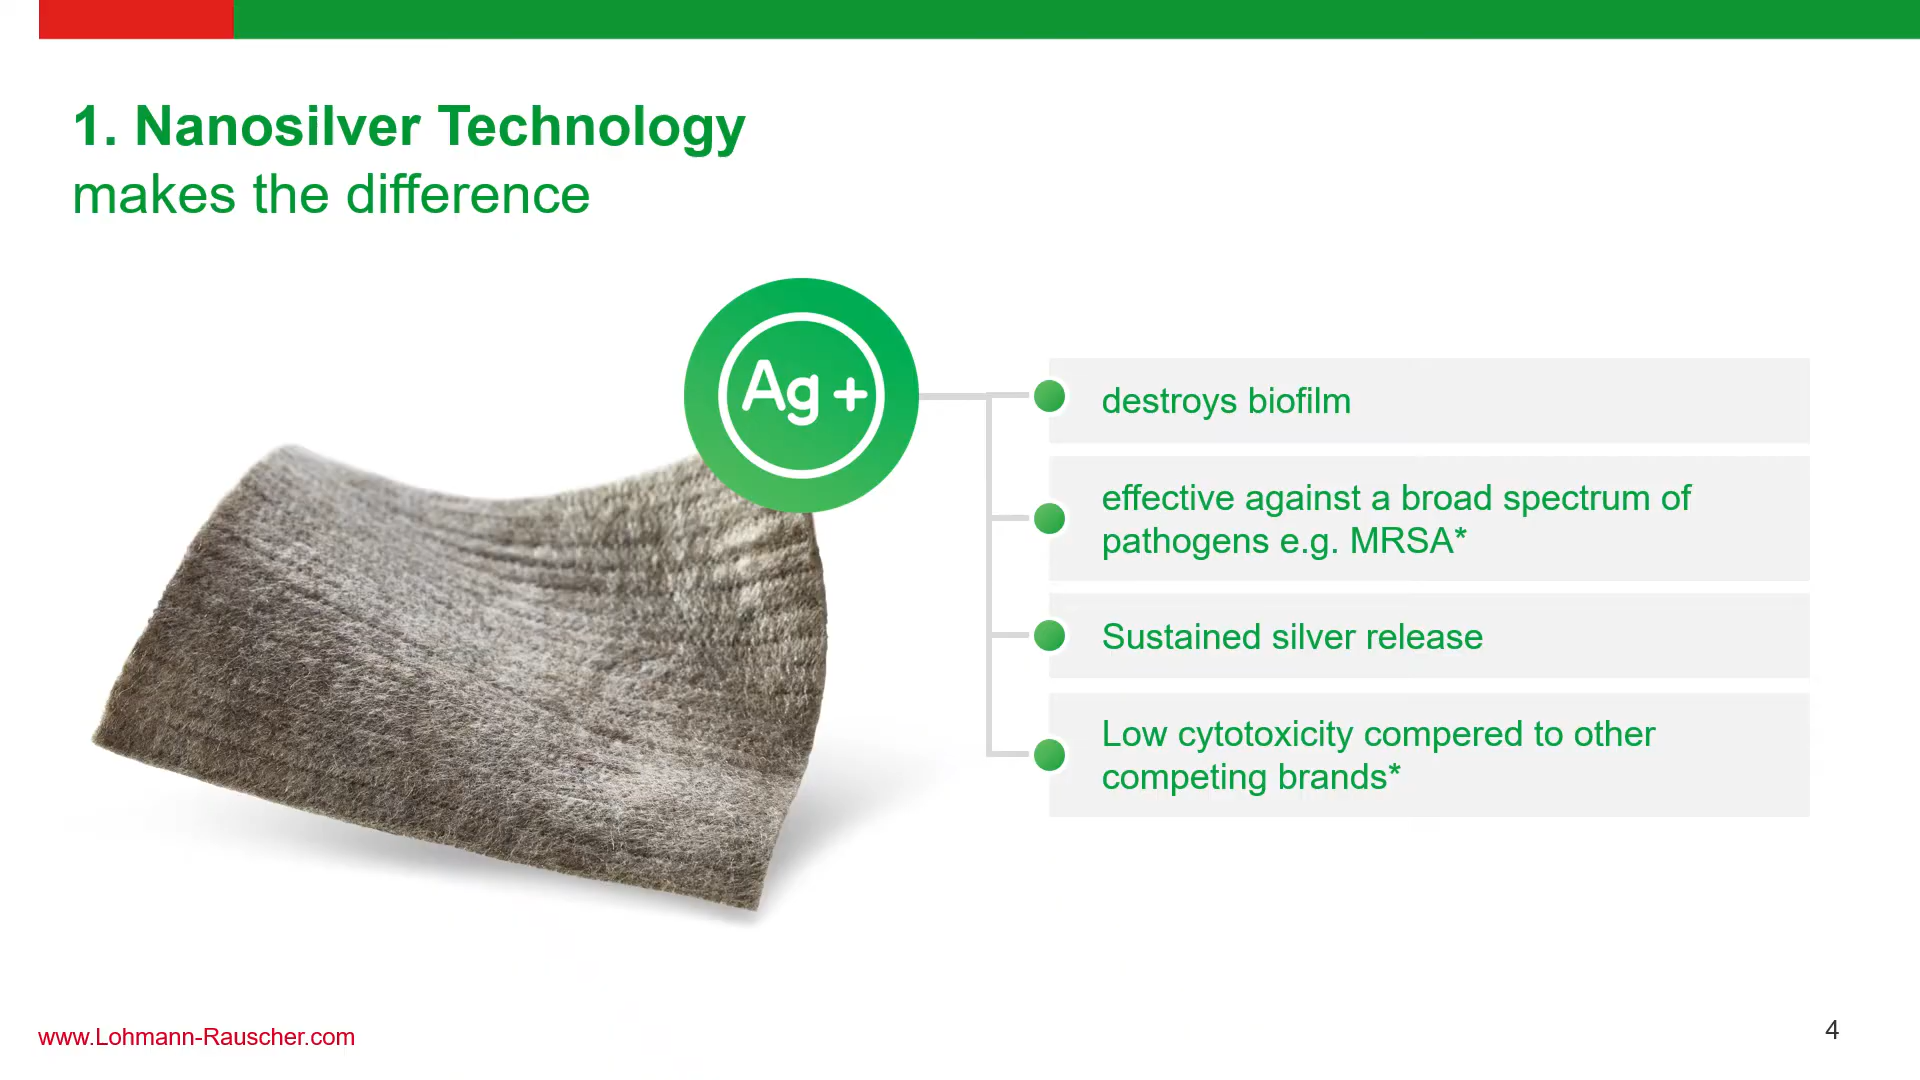 1. Nanosilver Technology
makes the difference
Ag +
destroys biofilm
effective against a broad spectrum of
pathogens e.g. MRSA*
Sustained silver release
Low cytotoxicity compered to other
competing brands*
www.Lohmann-Rauscher.com
4